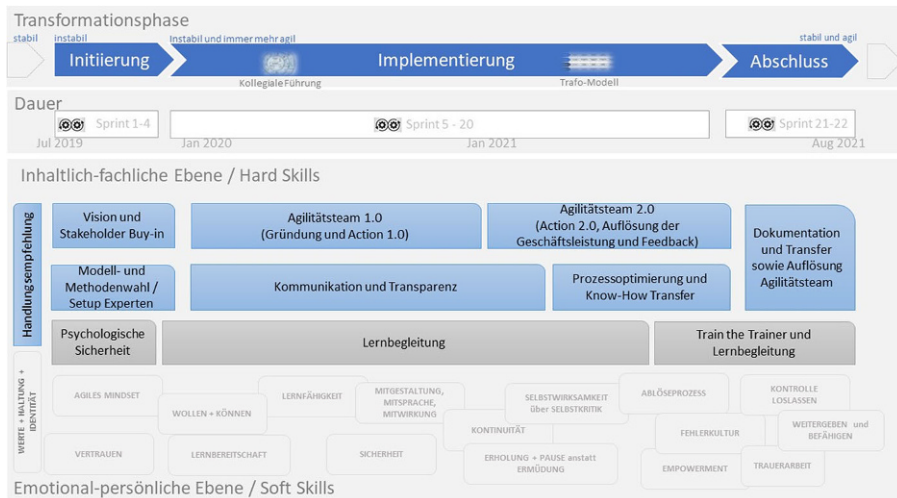 Transformationsphase
stabil
instabil
Instabil und immer mehr agil
stabil und agil
Initiierung
Implementierung
Abschluss
Kollegiale Führung
Trafo-Modell
Dauer
Sprint 1-4
Sprint 5 - 20
Sprint 21-22
Jul 2019
Jan 2020
Jan 2021
Aug 2021
Inhaltlich-fachliche Ebene / Hard Skills
Handlungsempfehlung
Vision und
Stakeholder Buy-in
Agilitätsteam 1.0
(Gründung und Action 1.0)
Agilitätsteam 2.0
(Action 2.0, Auflösung der
Geschäftsleistung und Feedback)
Dokumentation
und Transfer
sowie Auflösung
Agilitätsteam
Modell- und
Methodenwahl /
Setup Experten
Kommunikation und Transparenz
Prozessoptimierung und
Know-How Transfer
Psychologische
Sicherheit
Lernbegleitung
Train the Trainer und
Lernbegleitung
WERTE + HALTUNG +
IDENTITÄT
AGILES MINDSET
WOLLEN + KÖNNEN
LERNFÄHIGKEIT
MITGESTALTUNG,
MITSPRACHE,
MITWIRKUNG
KONTINUITÄT
SELBSTWIRKSAMKEIT
über SELBSTKRITIK
ABLÖSEPROZESS
KONTROLLE
LOSLASSEN
FEHLERKULTUR
WEITERGEBEN und
BEFÄHIGEN
VERTRAUEN
LERNBEREITSCHAFT
SICHERHEIT
ERHOLUNG + PAUSE anstatt
ERMÜDUNG
EMPOWERMENT
TRAUERARBEIT
Emotional-persönliche Ebene / Soft Skills